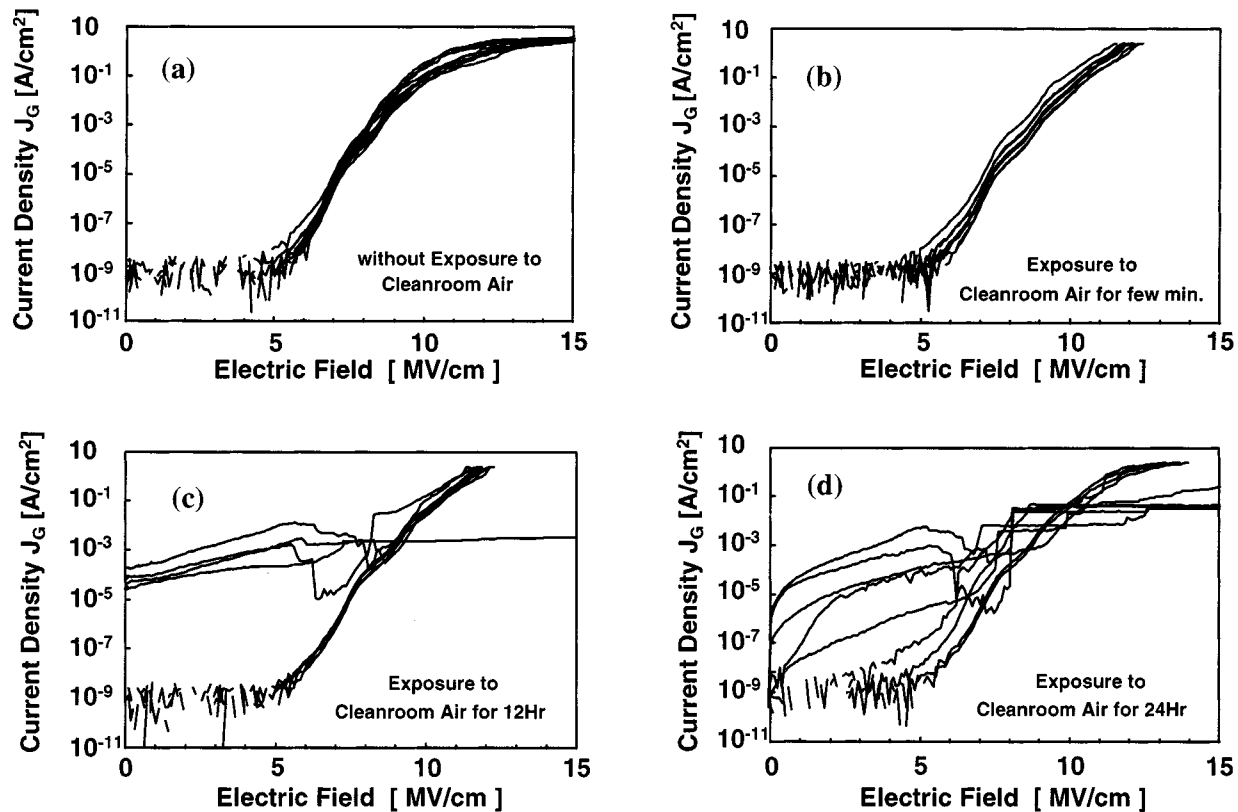 Current Density J_G [A/cm²]
10
10⁻¹
10⁻³
10⁻⁵
10⁻⁷
10⁻⁹
10⁻¹¹
(a)
without Exposure to
Cleanroom Air
0 5 10 15
Electric Field [ MV/cm ]
Current Density J_G [A/cm²]
10
10⁻¹
10⁻³
10⁻⁵
10⁻⁷
10⁻⁹
10⁻¹¹
(b)
Exposure to
Cleanroom Air for few min.
0 5 10 15
Electric Field [ MV/cm ]
Current Density J_G [A/cm²]
10
10⁻¹
10⁻³
10⁻⁵
10⁻⁷
10⁻⁹
10⁻¹¹
(c)
Exposure to
Cleanroom Air for 12Hr
0 5 10 15
Electric Field [ MV/cm ]
Current Density J_G [A/cm²]
10
10⁻¹
10⁻³
10⁻⁵
10⁻⁷
10⁻⁹
10⁻¹¹
(d)
Exposure to
Cleanroom Air for 24Hr
0 5 10 15
Electric Field [ MV/cm ]